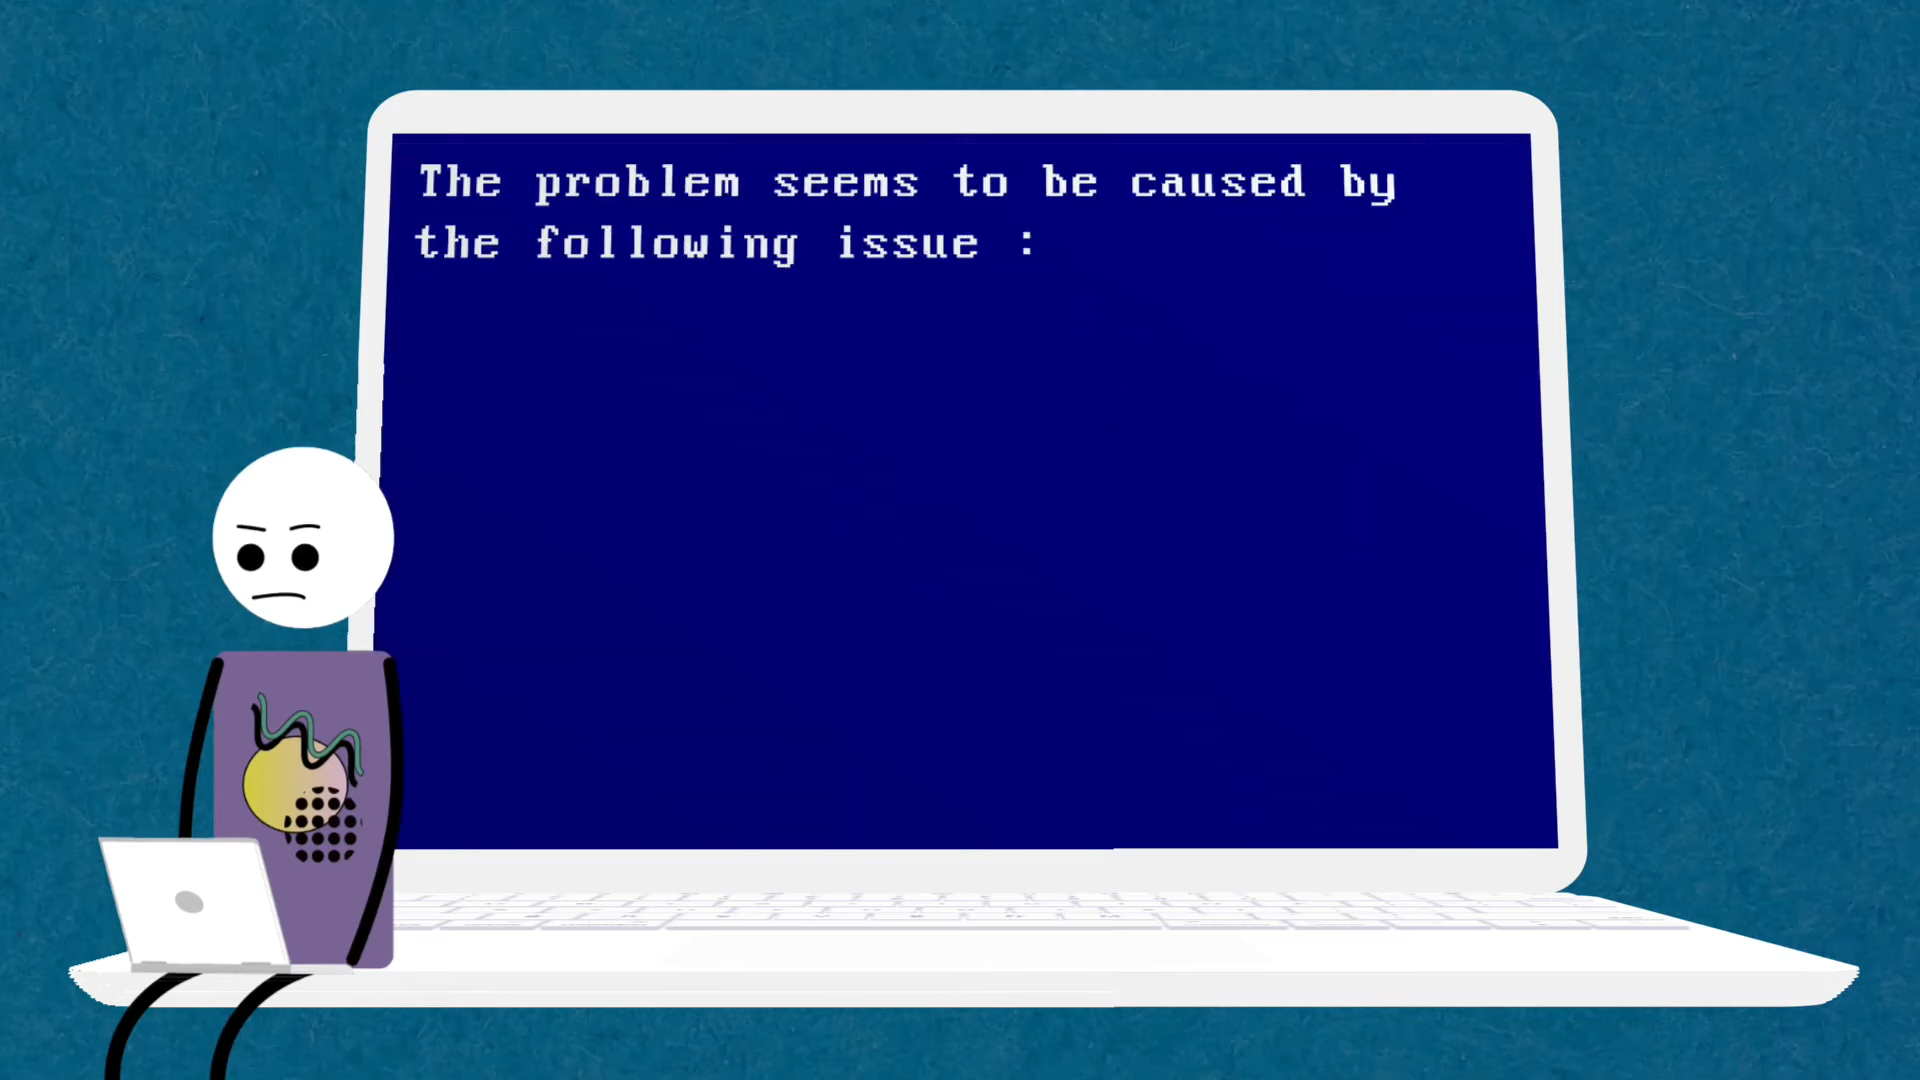 The problem seems to be caused by
the following issue :